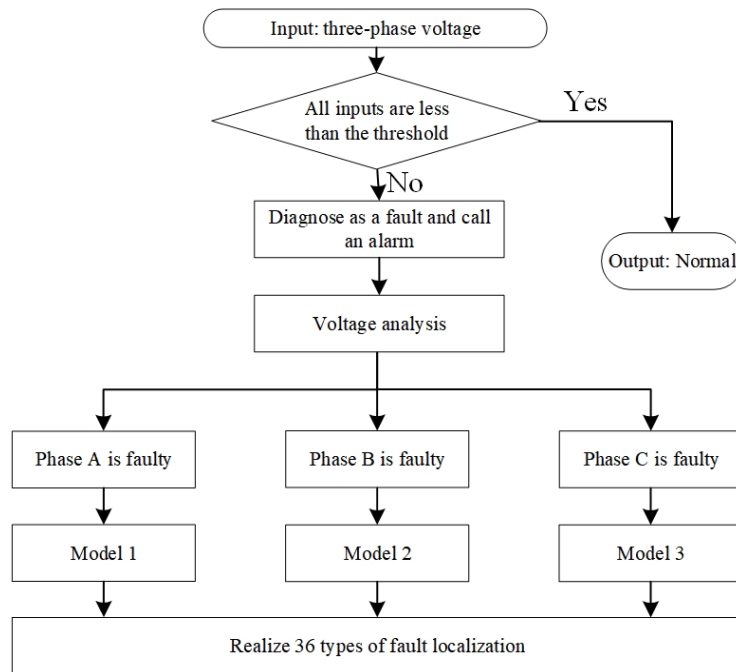 Input: three-phase voltage
All inputs are less
than the threshold
Yes
No
Diagnose as a fault and call
an alarm
Output: Normal
Voltage analysis
Phase A is faulty
Phase B is faulty
Phase C is faulty
Model 1
Model 2
Model 3
Realize 36 types of fault localization